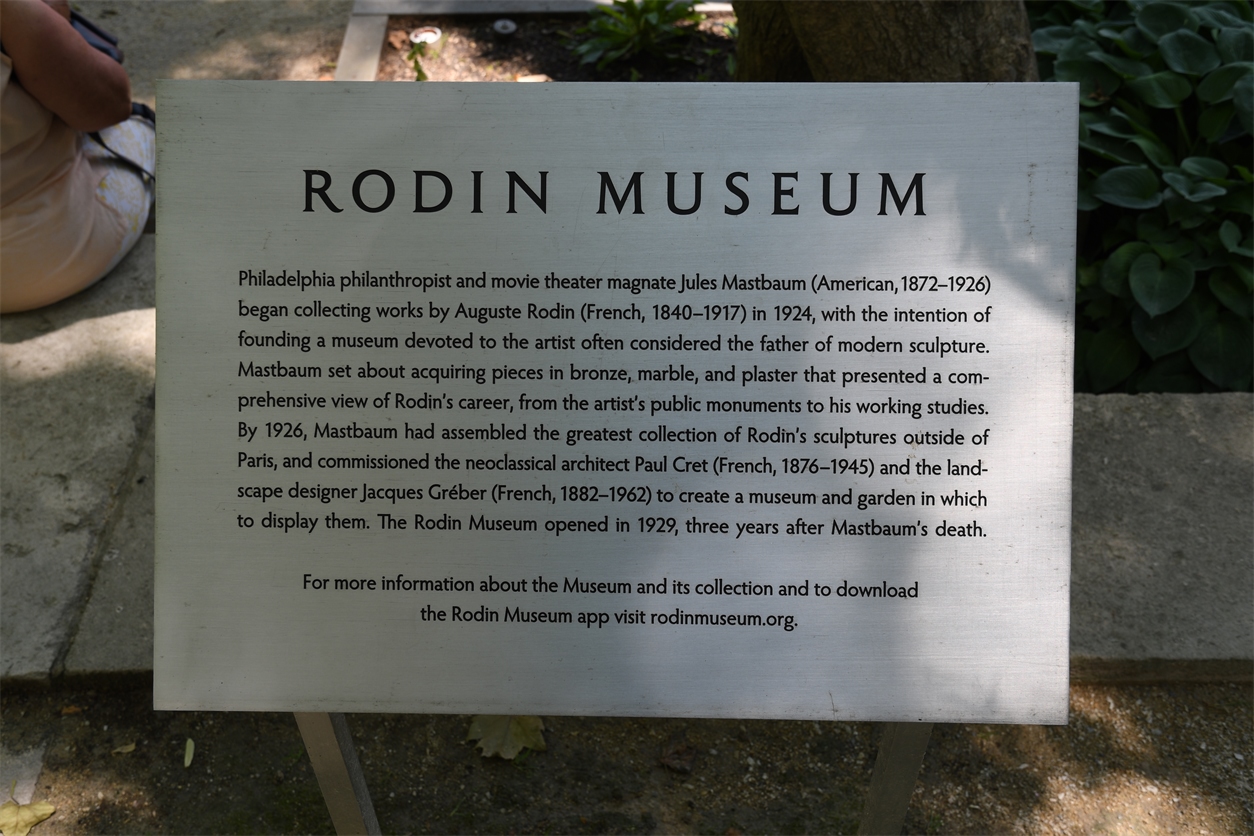 RODIN MUSEUM
Philadelphia philanthropist and movie theater magnate Jules Mastbaum (American, 1872–1926)
began collecting works by Auguste Rodin (French, 1840–1917) in 1924, with the intention of
founding a museum devoted to the artist often considered the father of modern sculpture.
Mastbaum set about acquiring pieces in bronze, marble, and plaster that presented a com-
prehensive view of Rodin's career, from the artist's public monuments to his working studies.
By 1926, Mastbaum had assembled the greatest collection of Rodin's sculptures outside of
Paris, and commissioned the neoclassical architect Paul Cret (French, 1876–1945) and the land-
scape designer Jacques Gréber (French, 1882–1962) to create a museum and garden in which
to display them. The Rodin Museum opened in 1929, three years after Mastbaum's death.
For more information about the Museum and its collection and to download
the Rodin Museum app visit rodinmuseum.org.